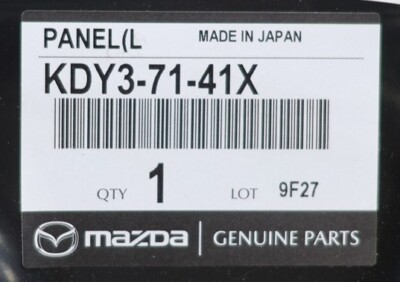 PANEL(L MADE IN JAPAN
KDY3-71-41X
QTY 1 LOT 9F27
mazda GENUINE PARTS